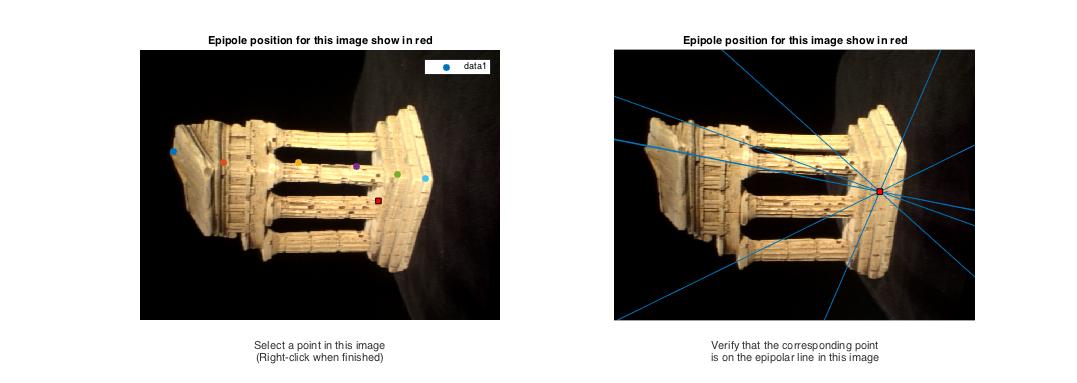 Epipole position for this image show in red
data1
Select a point in this image
(Right-click when finished)
Epipole position for this image show in red
Verify that the corresponding point
is on the epipolar line in this image